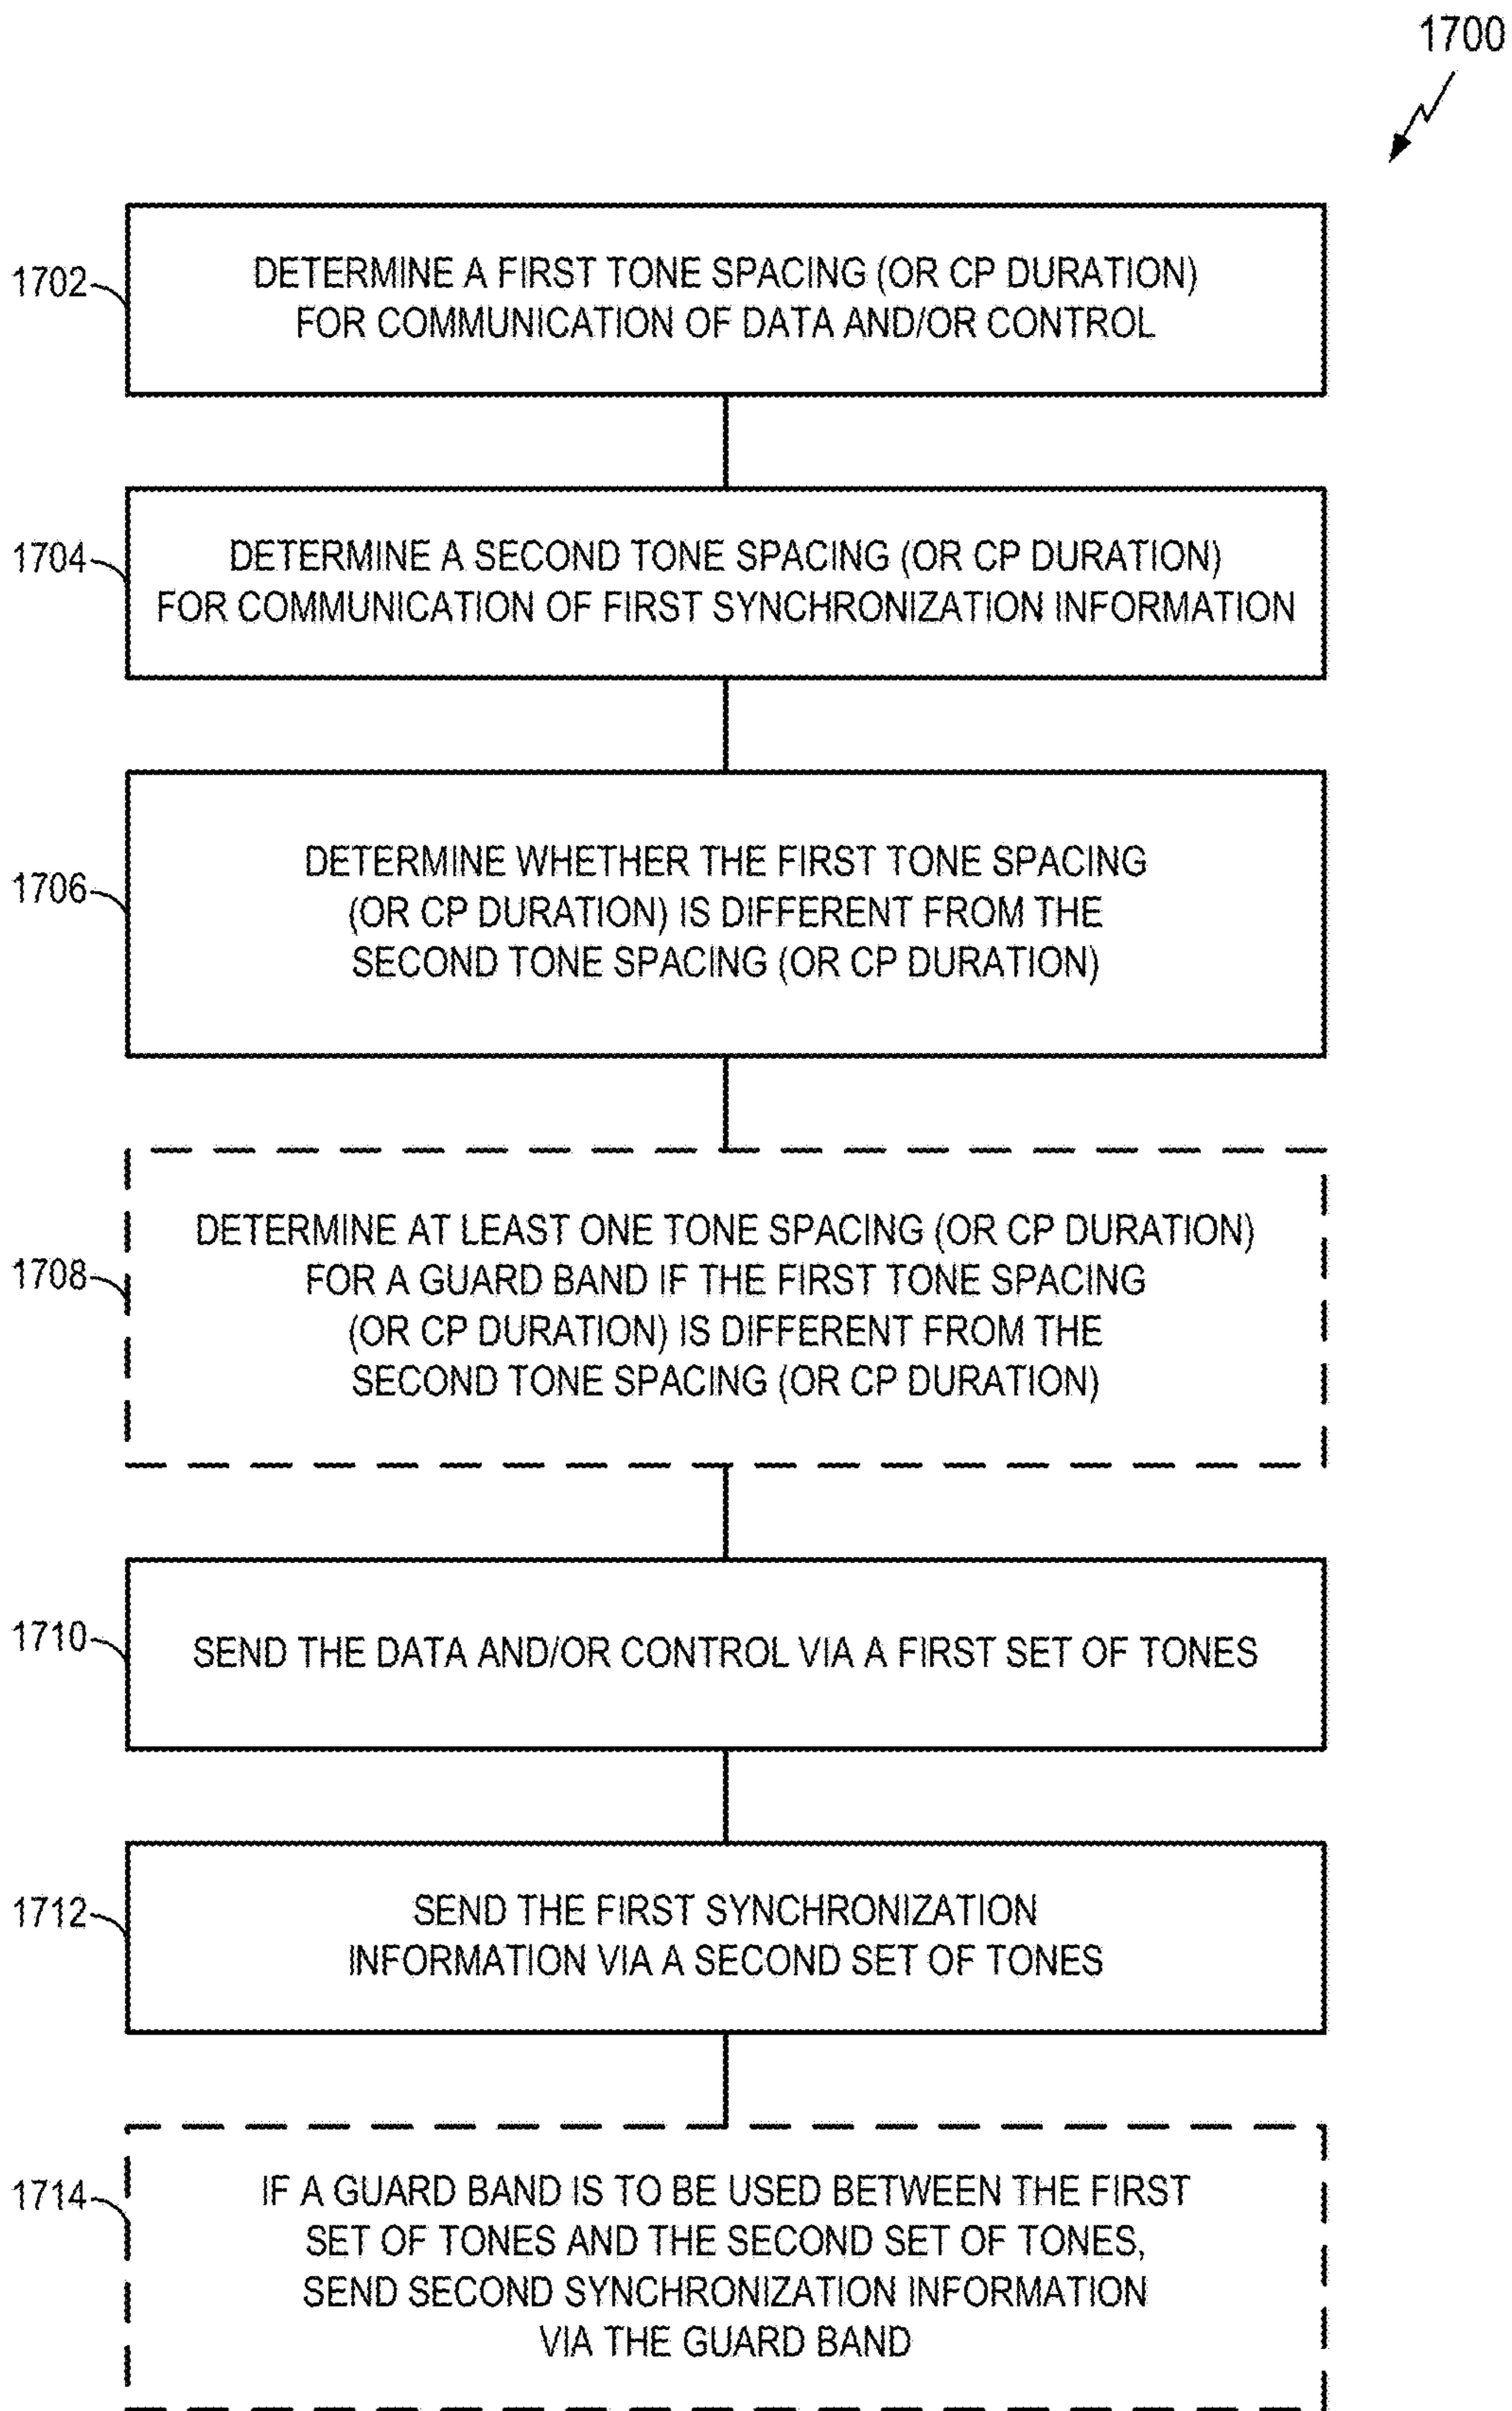 1700
1702
DETERMINE A FIRST TONE SPACING (OR CP DURATION)
FOR COMMUNICATION OF DATA AND/OR CONTROL
1704
DETERMINE A SECOND TONE SPACING (OR CP DURATION)
FOR COMMUNICATION OF FIRST SYNCHRONIZATION INFORMATION
1706
DETERMINE WHETHER THE FIRST TONE SPACING
(OR CP DURATION) IS DIFFERENT FROM THE
SECOND TONE SPACING (OR CP DURATION)
1708
DETERMINE AT LEAST ONE TONE SPACING (OR CP DURATION)
FOR A GUARD BAND IF THE FIRST TONE SPACING
(OR CP DURATION) IS DIFFERENT FROM THE
SECOND TONE SPACING (OR CP DURATION)
1710
SEND THE DATA AND/OR CONTROL VIA A FIRST SET OF TONES
1712
SEND THE FIRST SYNCHRONIZATION
INFORMATION VIA A SECOND SET OF TONES
1714
IF A GUARD BAND IS TO BE USED BETWEEN THE FIRST
SET OF TONES AND THE SECOND SET OF TONES,
SEND SECOND SYNCHRONIZATION INFORMATION
VIA THE GUARD BAND